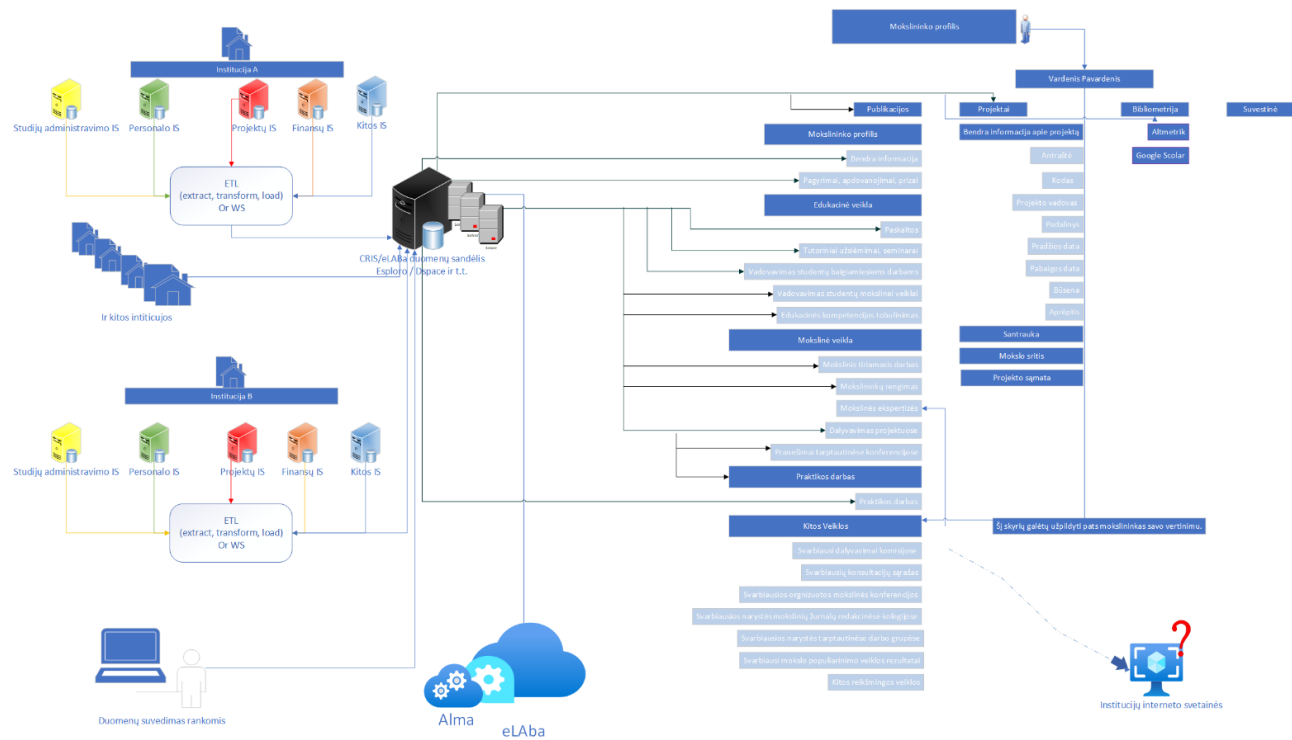 Institucija A
Studijų administravimo IS
Personalo IS
Projektų IS
Finansų IS
Kitos IS
ETL
(extract, transform, load)
Or WS
Ir kitos intiticujos
CRIS/eLABa duomenų sandėlis
Esploro / Dspace ir t.t.
Institucija B
Studijų administravimo IS
Personalo IS
Projektų IS
Finansų IS
Kitos IS
ETL
(extract, transform, load)
Or WS
Duomenų suvedimas rankomis
Alma
eLAba
Mokslininko profilis
Vardenis Pavardenis
Publikacijos
Projektai
Bibliometrija
Suvestinė
Mokslininko profilis
Bendra informacija
Pagyrimai, apdovanojimai, prizai
Edukacinė veikla
Paskaitos
Tutorniai užsiėmimai, seminarai
Vadovavimas studentų baigiamiesiems darbams
Vadovavimas studentų mokslinei veiklai
Edukacinės kompetencijos tobulinimas
Mokslinė veikla
Mokslinis tiriamasis darbas
Mokslininkų rengimas
Mokslinės ekspertizės
Dalyvavimas projektuose
Pranešimai tarptautinėse konferencijose
Praktikos darbas
Praktikos darbas
Kitos Veiklos
Svarbiausi dalyvavimai komisijose
Svarbiausių konsultacijų sąrašas
Svarbiausios orgnizuotos mokslinės konferencijos
Svarbiausios narystės mokslinių žurnalų redakcinėse kolegijose
Svarbiausios narystės tarptautinėse darbo grupėse
Svarbiausi mokslo populiarinimo veiklos rezultatai
Kitos reikšmingos veiklos
Bendra informacija apie projektą
Antraštė
Kodas
Projekto vadovas
Padalinys
Pradžios data
Pabaigos data
Būsena
Aprėptis
Santrauka
Mokslo sritis
Projekto sąmata
Altmetrik
Google Scolar
Šį skyrių galėtų užpildyti pats mokslininkas savo vertinimu.
?
Institucijų interneto svetainės